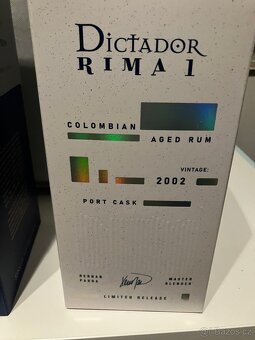 DICTADOR
RIMA 1
COLOMBIAN
AGED RUM
VINTAGE:
2002
PORT CASK
HERNAN PARRA
MASTER BLENDER
LIMITED RELEASE